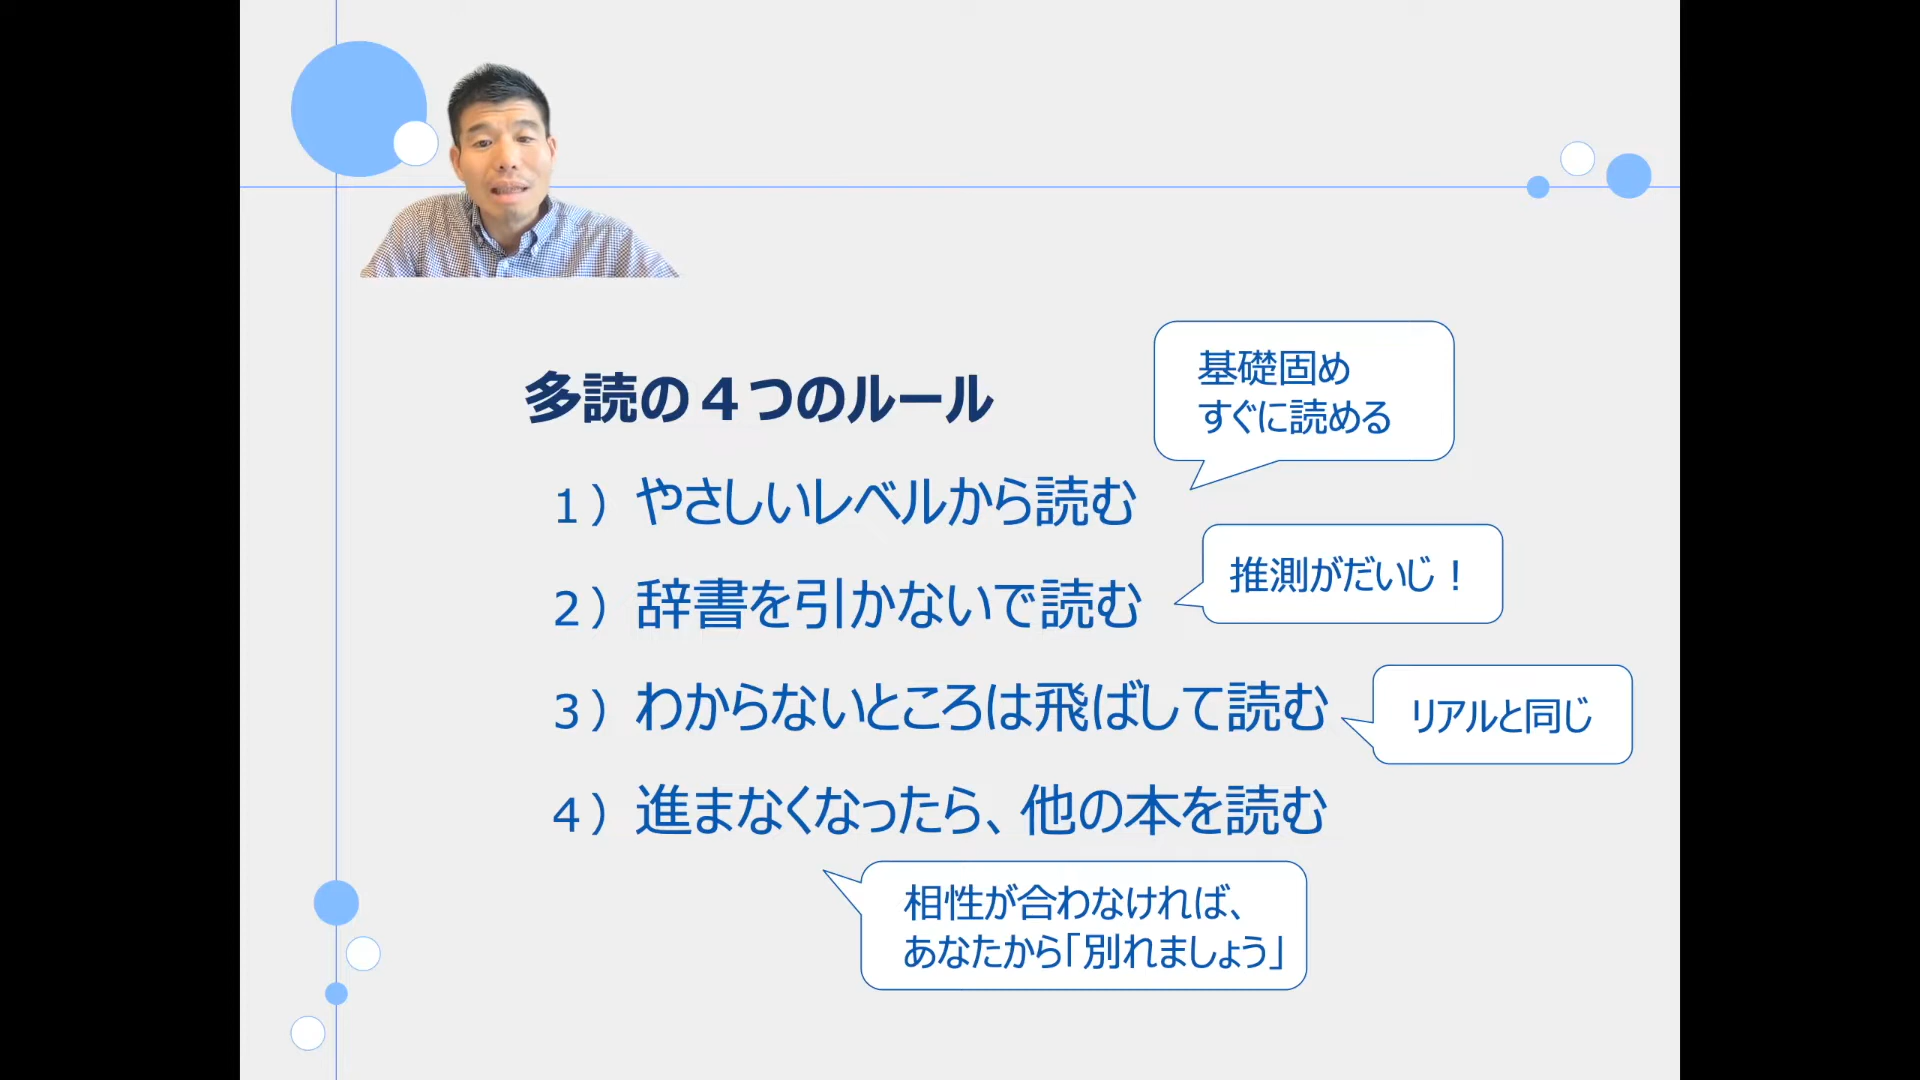 多読の４つのルール
基礎固め
すぐに読める
１）やさしいレベルから読む
推測がだいじ！
２）辞書を引かないで読む
３）わからないところは飛ばして読む
リアルと同じ
４）進まなくなったら、他の本を読む
相性が合わなければ、
あなたから「別れましょう」